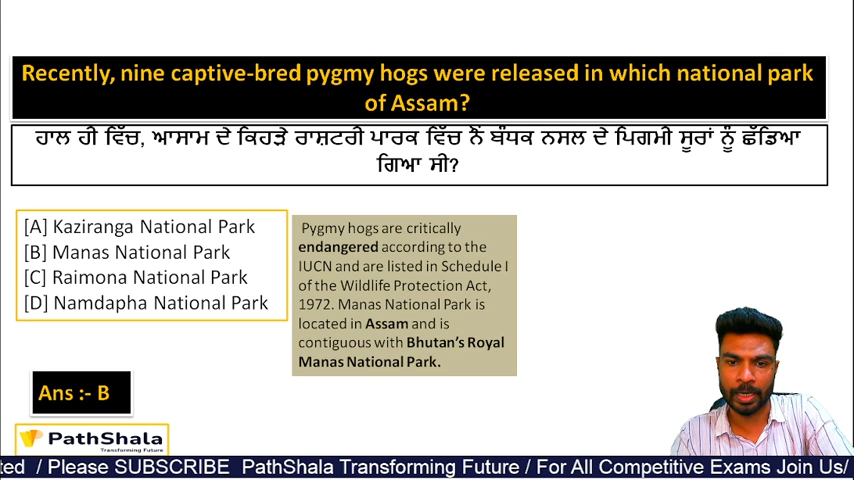 Recently, nine captive-bred pygmy hogs were released in which national park
of Assam?
ਹਾਲ ਹੀ ਵਿੱਚ, ਆਸਾਮ ਦੇ ਕਿਹੜੇ ਰਾਸ਼ਟਰੀ ਪਾਰਕ ਵਿੱਚ ਨੌਂ ਬੰਧਕ ਨਸਲ ਦੇ ਪਿਗਮੀ ਸੂਰਾਂ ਨੂੰ ਛੱਡਿਆ
ਗਿਆ ਸੀ?
[A] Kaziranga National Park
[B] Manas National Park
[C] Raimona National Park
[D] Namdapha National Park
Pygmy hogs are critically
endangered according to the
IUCN and are listed in Schedule I
of the Wildlife Protection Act,
1972. Manas National Park is
located in Assam and is
contiguous with Bhutan's Royal
Manas National Park.
Ans :- B
PathShala
Transforming Future
ted / Please SUBSCRIBE PathShala Transforming Future / For All Competitive Exams Join Us/